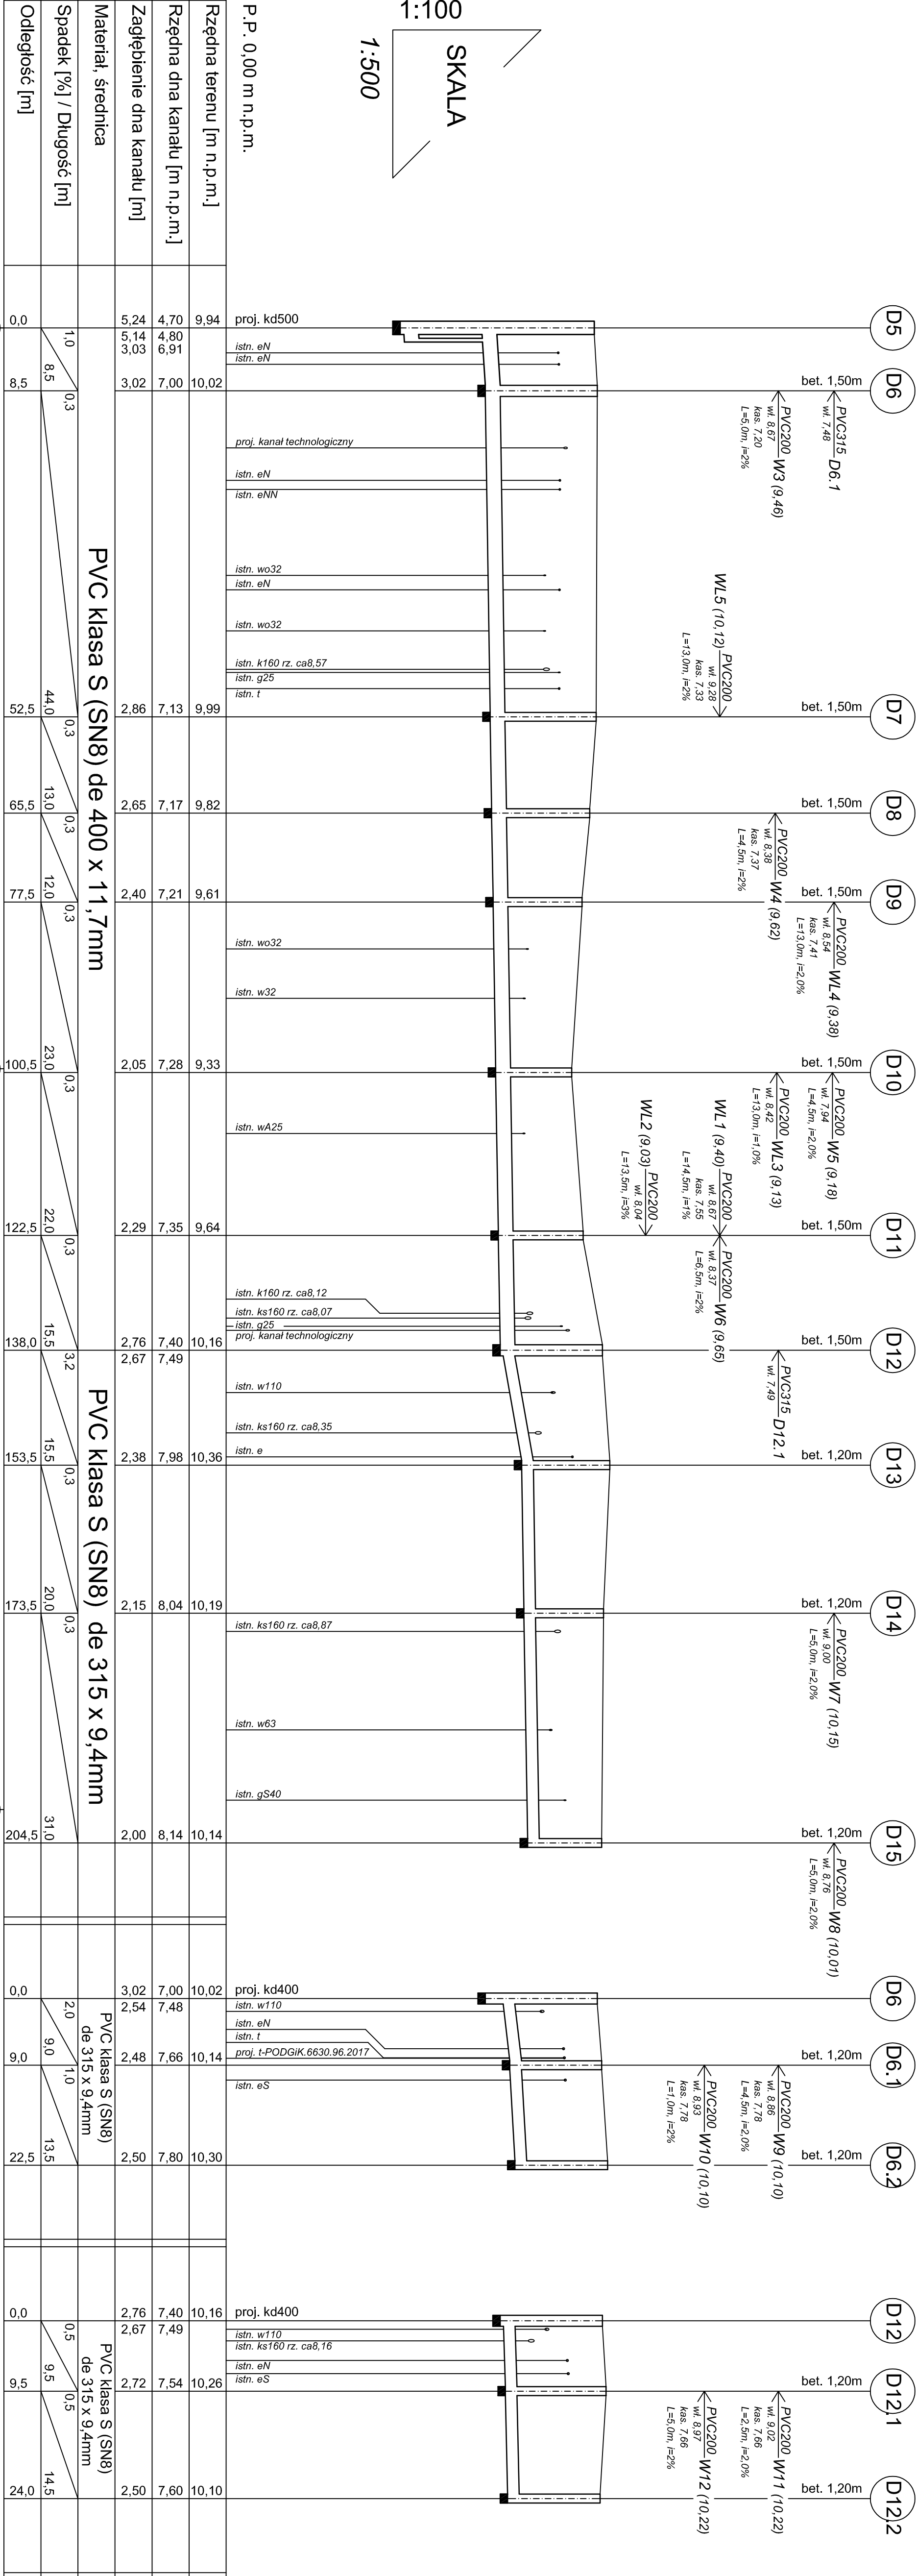 1:100
SKALA
1:500
P.P. 0,00 m n.p.m.
Rzędna terenu [m n.p.m.]
Rzędna dna kanału [m n.p.m.]
Zagłębienie dna kanału [m]
Materiał, średnica
Spadek [%] / Długość [m]
Odległość [m]
D5
D6
D7
D8
D9
D10
D11
D12
D13
D14
D15
D6
D6.1
D6.2
D12
D12.1
D12.2
bet. 1,50m
PVC315 D6.1
wł. 7,48
PVC200 W3 (9,46)
wł. 8,67
kas. 7,20
L=5,0m, i=2%
bet. 1,50m
WL5 (10,12) PVC200
wł. 9,28
kas. 7,33
L=13,0m, i=2%
bet. 1,50m
PVC200 W4 (9,62)
wł. 8,38
kas. 7,37
L=4,5m, i=2%
bet. 1,50m
PVC200 WL4 (9,38)
wł. 8,54
kas. 7,41
L=13,0m, i=2,0%
bet. 1,50m
PVC200 W5 (9,18)
wł. 7,94
L=4,5m, i=2,0%
PVC200 WL3 (9,13)
wł. 8,42
L=13,0m, i=1,0%
bet. 1,50m
WL1 (9,40) PVC200
wł. 8,67
kas. 7,55
L=14,5m, i=1%
PVC200 W6 (9,65)
wł. 8,37
L=6,5m, i=2%
WL2 (9,03) PVC200
wł. 8,04
L=13,5m, i=3%
bet. 1,50m
PVC315 D12.1
wł. 7,49
bet. 1,20m
bet. 1,20m
PVC200 W7 (10,15)
wł. 9,00
L=5,0m, i=2,0%
bet. 1,20m
PVC200 W8 (10,01)
wł. 8,76
L=5,0m, i=2,0%
bet. 1,20m
PVC200 W9 (10,10)
wł. 8,86
kas. 7,78
L=4,5m, i=2,0%
PVC200 W10 (10,10)
wł. 8,93
kas. 7,78
L=1,0m, i=2%
bet. 1,20m
bet. 1,20m
PVC200 W11 (10,22)
wł. 9,02
kas. 7,66
L=2,5m, i=2,0%
PVC200 W12 (10,22)
wł. 8,97
kas. 7,66
L=5,0m, i=2%
bet. 1,20m
proj. kd500
istn. eN
istn. eN
proj. kanał technologiczny
istn. eN
istn. eNN
istn. wo32
istn. eN
istn. wo32
istn. k160 rz. ca8,57
istn. g25
istn. t
istn. wo32
istn. w32
istn. wA25
istn. k160 rz. ca8,12
istn. ks160 rz. ca8,07
istn. g25
proj. kanał technologiczny
istn. w110
istn. ks160 rz. ca8,35
istn. e
istn. ks160 rz. ca8,87
istn. w63
istn. gS40
proj. kd400
istn. w110
istn. eN
istn. t
proj. t-PODGiK.6630.96.2017
istn. eS
proj. kd400
istn. w110
istn. ks160 rz. ca8,16
istn. eN
istn. eS
9,94 10,02 9,99 9,82 9,61 9,33 9,64 10,16 10,36 10,19 10,14 10,02 10,14 10,30 10,16 10,26 10,10
4,70 4,80 6,91 7,00 7,13 7,17 7,21 7,28 7,35 7,40 7,49 7,98 8,04 8,14 7,00 7,48 7,66 7,80 7,40 7,49 7,54 7,60
5,24 5,14 3,03 3,02 2,86 2,65 2,40 2,05 2,29 2,76 2,67 2,38 2,15 2,00 3,02 2,54 2,48 2,50 2,76 2,67 2,72 2,50
PVC klasa S (SN8) de 400 x 11,7mm
PVC klasa S (SN8) de 315 x 9,4mm
PVC klasa S (SN8)
de 315 x 9,4mm
PVC klasa S (SN8)
de 315 x 9,4mm
1,0 0,3 0,3 0,3 0,3 0,3 0,3 3,2 0,3 0,3 2,0 1,0 0,5 0,5
8,5 44,0 13,0 12,0 23,0 22,0 15,5 15,5 20,0 31,0 9,0 13,5 9,5 14,5
0,0 8,5 52,5 65,5 77,5 100,5 122,5 138,0 153,5 173,5 204,5 0,0 9,0 22,5 0,0 9,5 24,0